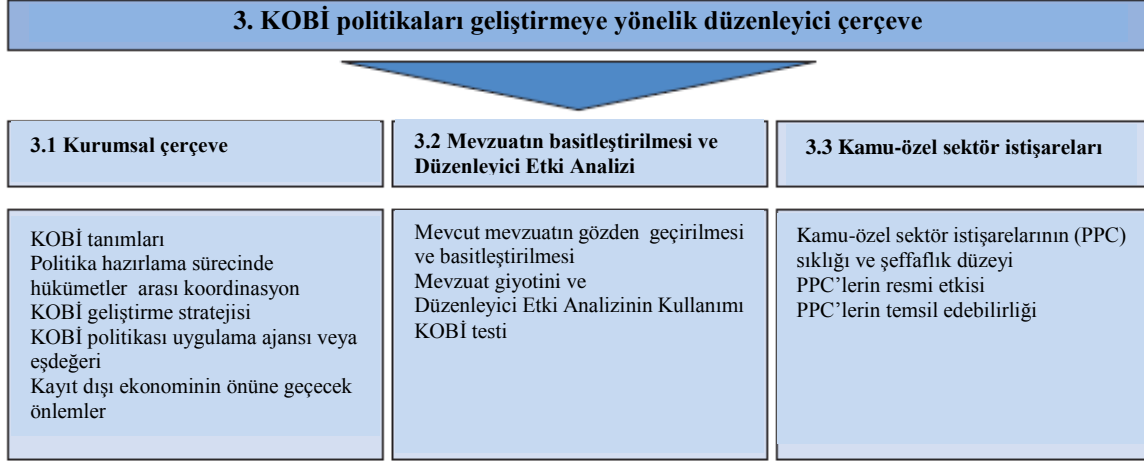 3. KOBİ politikaları geliştirmeye yönelik düzenleyici çerçeve
3.1 Kurumsal çerçeve
3.2 Mevzuatın basitleştirilmesi ve
Düzenleyici Etki Analizi
3.3 Kamu-özel sektör istişareları
KOBİ tanımları
Politika hazırlama sürecinde
hükümetler arası koordinasyon
KOBİ geliştirme stratejisi
KOBİ politikası uygulama ajansı veya
eşdeğeri
Kayıt dışı ekonominin önüne geçecek
önlemler
Mevcut mevzuatın gözden geçirilmesi
ve basitleştirilmesi
Mevzuat giyotini ve
Düzenleyici Etki Analizinin Kullanımı
KOBİ testi
Kamu-özel sektör istişarelarının (PPC)
sıklığı ve şeffaflık düzeyi
PPC’lerin resmi etkisi
PPC’lerin temsil edebilirliği